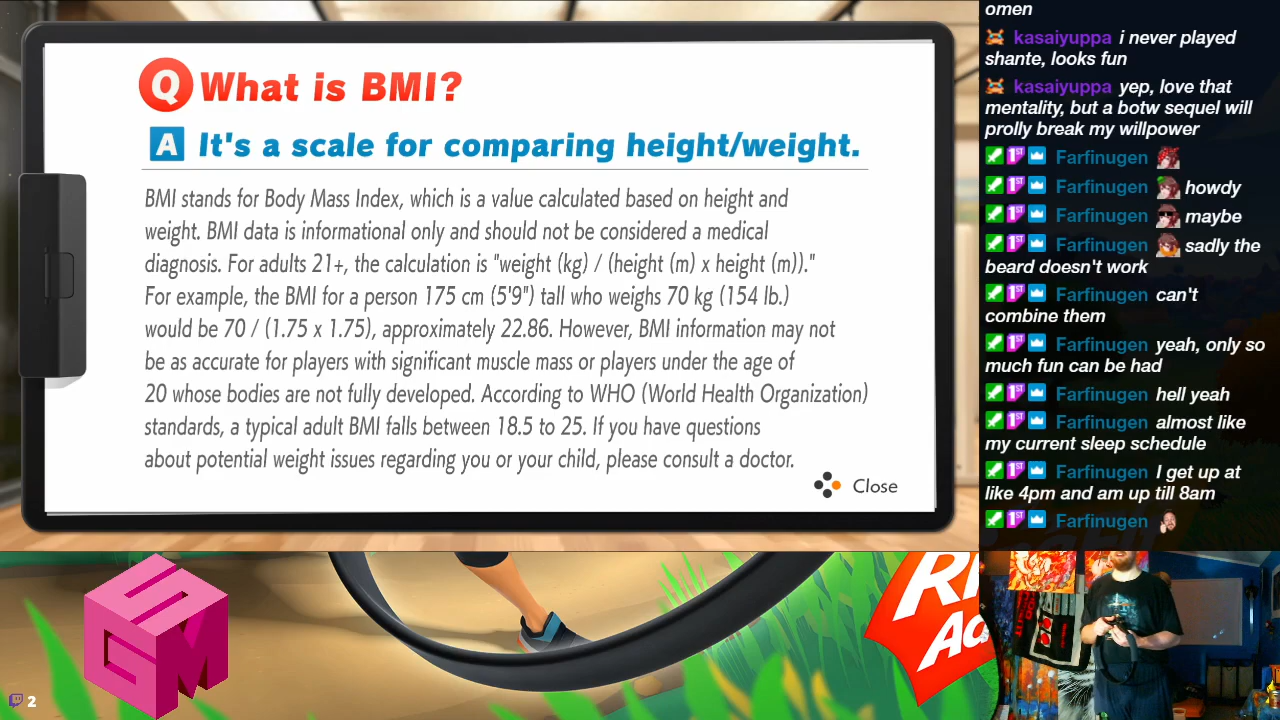 Q What is BMI?
A It's a scale for comparing height/weight.
BMI stands for Body Mass Index, which is a value calculated based on height and
weight. BMI data is informational only and should not be considered a medical
diagnosis. For adults 21+, the calculation is "weight (kg) / (height (m) x height (m))."
For example, the BMI for a person 175 cm (5'9") tall who weighs 70 kg (154 lb.)
would be 70 / (1.75 x 1.75), approximately 22.86. However, BMI information may not
be as accurate for players with significant muscle mass or players under the age of
20 whose bodies are not fully developed. According to WHO (World Health Organization)
standards, a typical adult BMI falls between 18.5 to 25. If you have questions
about potential weight issues regarding you or your child, please consult a doctor.
Close
omen
kasaiyuppa i never played
shante, looks fun
kasaiyuppa yep, love that
mentality, but a botw sequel will
prolly break my willpower
1ST Farfinugen
1ST Farfinugen howdy
1ST Farfinugen maybe
1ST Farfinugen sadly the
beard doesn't work
1ST Farfinugen can't
combine them
1ST Farfinugen yeah, only so
much fun can be had
1ST Farfinugen hell yeah
1ST Farfinugen almost like
my current sleep schedule
1ST Farfinugen I get up at
like 4pm and am up till 8am
1ST Farfinugen
SGM
2